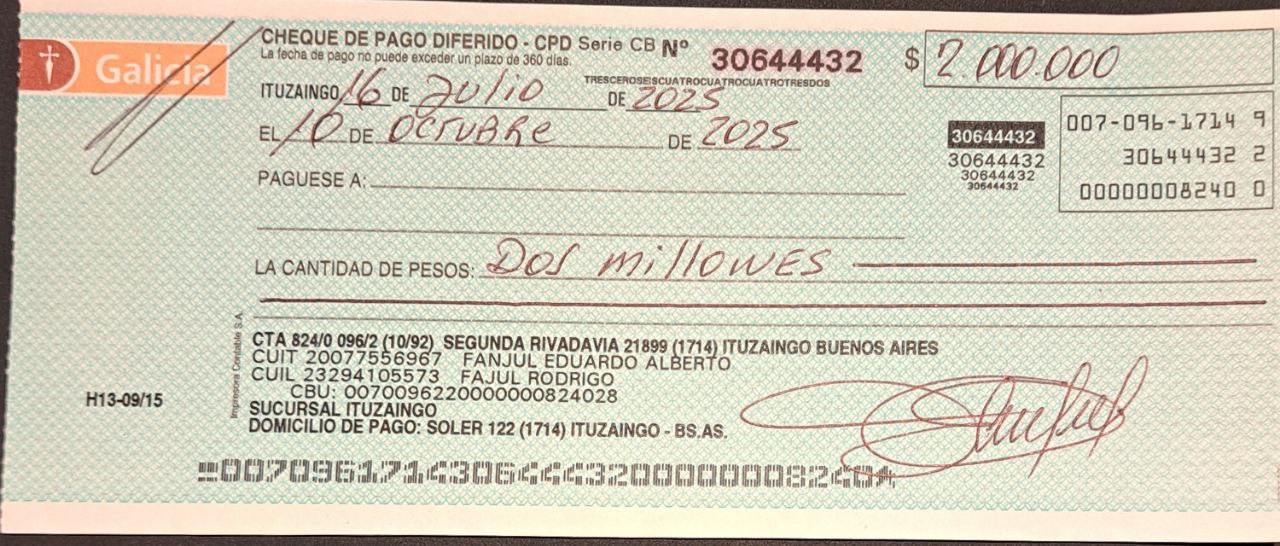 Galicia
CHEQUE DE PAGO DIFERIDO - CPD Serie CB Nº 30644432 $ 2.000.000
La fecha de pago no puede exceder un plazo de 360 días.
TRESCEROSEISCUATROCUATROCUATROTRESDOS
ITUZAINGO 16 DE Julio DE 2025
EL 10 DE OCTUBRE DE 2025
30644432
30644432
30644432
30644432
007-096-1714 9
30644432 2
00000008240 0
PAGUESE A:
LA CANTIDAD DE PESOS: Dos millones
CTA 824/0 096/2 (10/92) SEGUNDA RIVADAVIA 21899 (1714) ITUZAINGO BUENOS AIRES
CUIT 20077556967 FANJUL EDUARDO ALBERTO
CUIL 23294105573 FAJUL RODRIGO
CBU: 0070096220000000824028
SUCURSAL ITUZAINGO
DOMICILIO DE PAGO: SOLER 122 (1714) ITUZAINGO - BS.AS.
Impresora Contable S.A.
H13-09/15
00709617143064443200000008240